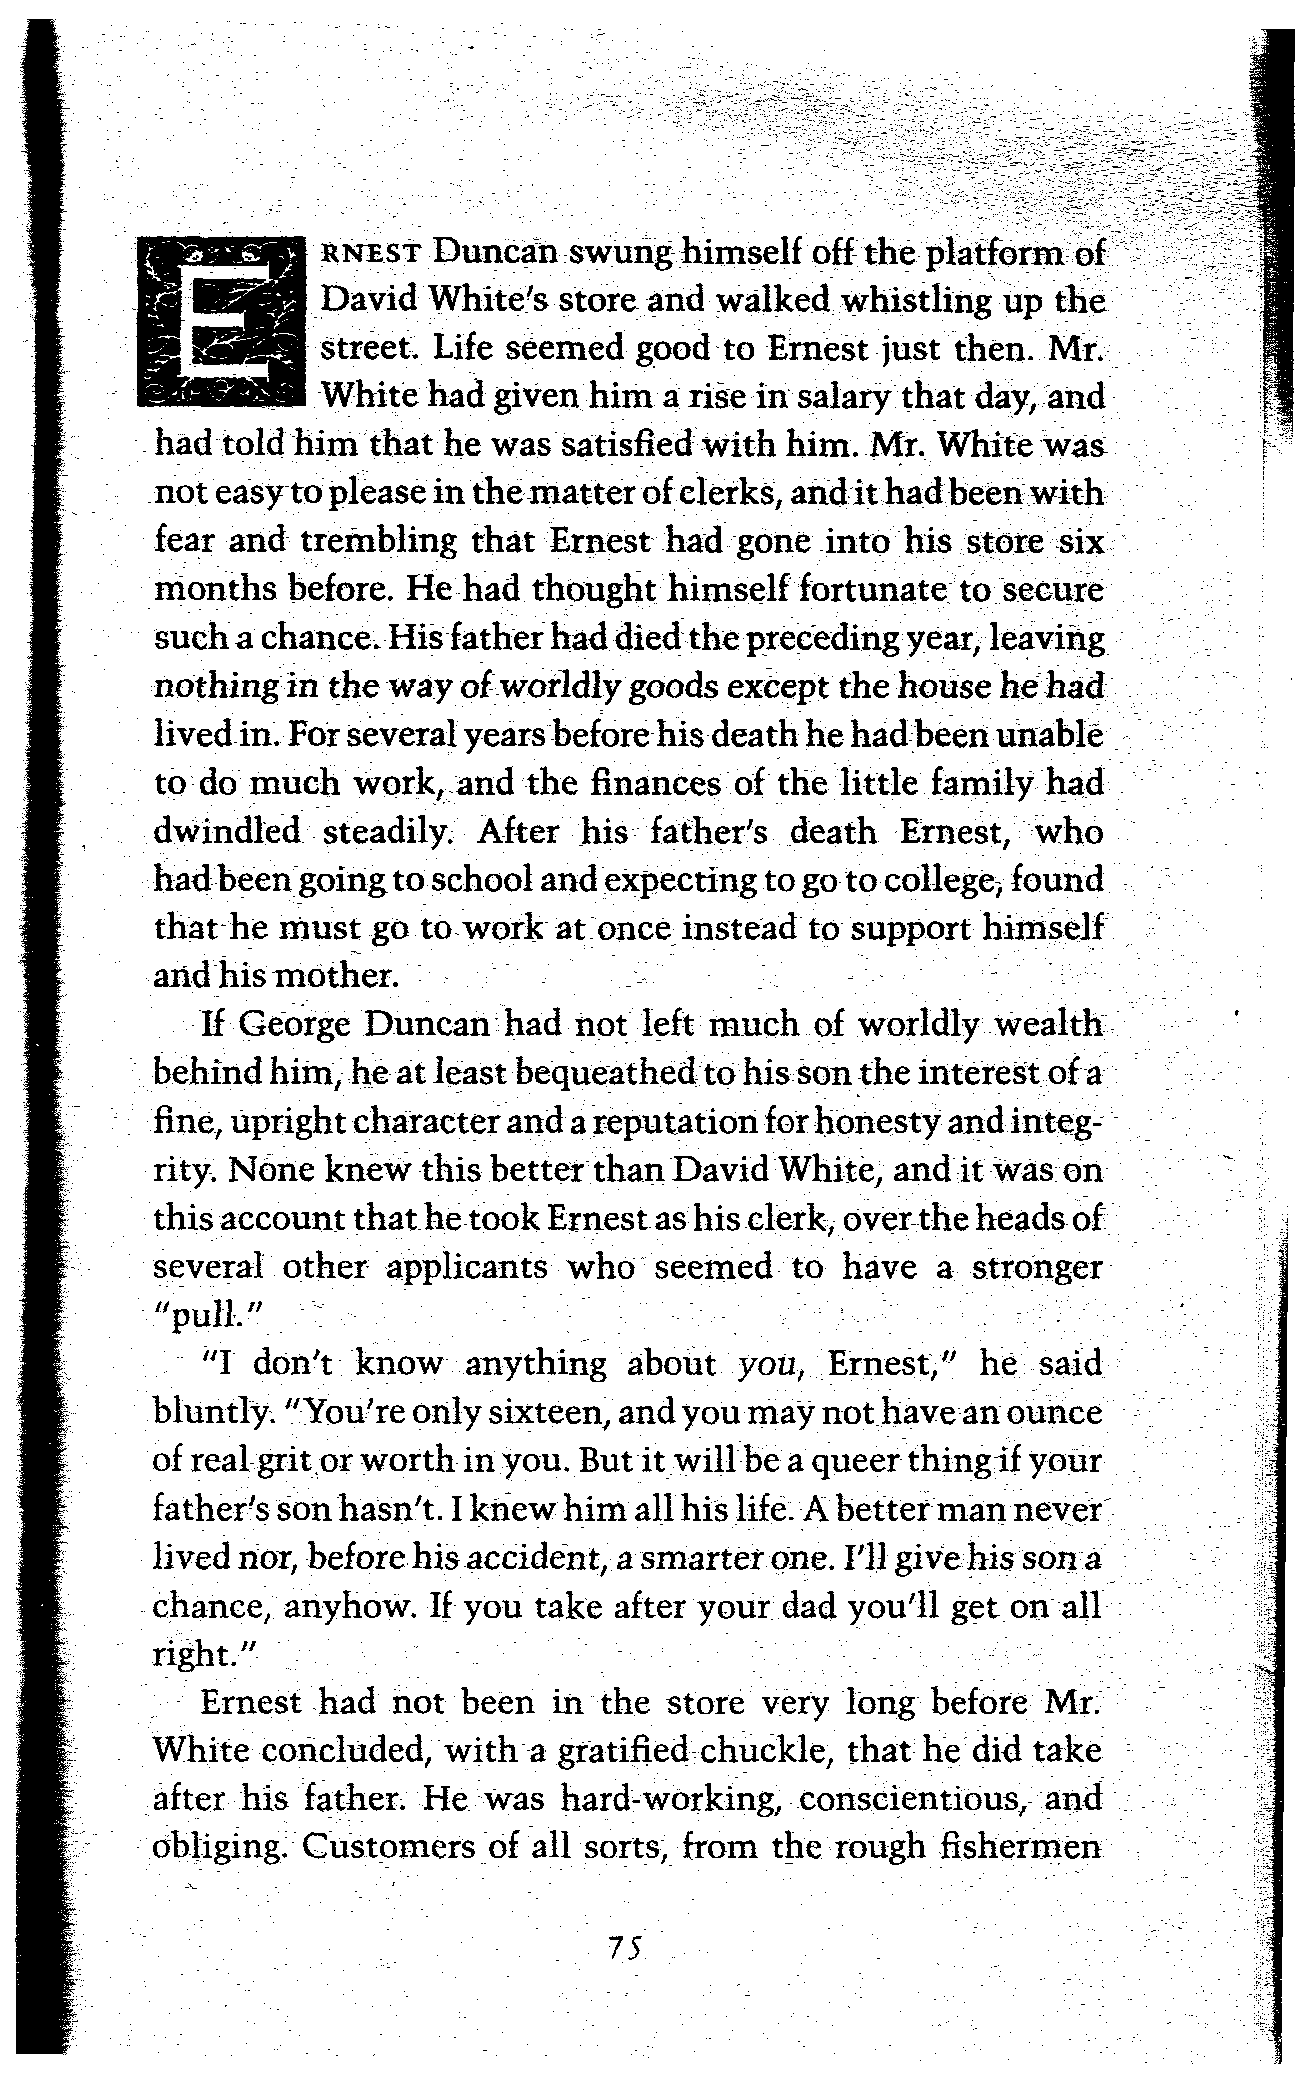 ERNEST Duncan swung himself off the platform of
David White's store and walked whistling up the
street. Life seemed good to Ernest just then. Mr.
White had given him a rise in salary that day, and
had told him that he was satisfied with him. Mr. White was
not easy to please in the matter of clerks, and it had been with
fear and trembling that Ernest had gone into his store six
months before. He had thought himself fortunate to secure
such a chance. His father had died the preceding year, leaving
nothing in the way of worldly goods except the house he had
lived in. For several years before his death he had been unable
to do much work, and the finances of the little family had
dwindled steadily. After his father's death Ernest, who
had been going to school and expecting to go to college, found
that he must go to work at once instead to support himself
and his mother.
If George Duncan had not left much of worldly wealth
behind him, he at least bequeathed to his son the interest of a
fine, upright character and a reputation for honesty and integ-
rity. None knew this better than David White, and it was on
this account that he took Ernest as his clerk, over the heads of
several other applicants who seemed to have a stronger
"pull."
"I don't know anything about you, Ernest," he said
bluntly. "You're only sixteen, and you may not have an ounce
of real grit or worth in you. But it will be a queer thing if your
father's son hasn't. I knew him all his life. A better man never
lived nor, before his accident, a smarter one. I'll give his son a
chance, anyhow. If you take after your dad you'll get on all
right."
Ernest had not been in the store very long before Mr.
White concluded, with a gratified chuckle, that he did take
after his father. He was hard-working, conscientious, and
obliging. Customers of all sorts, from the rough fishermen
75